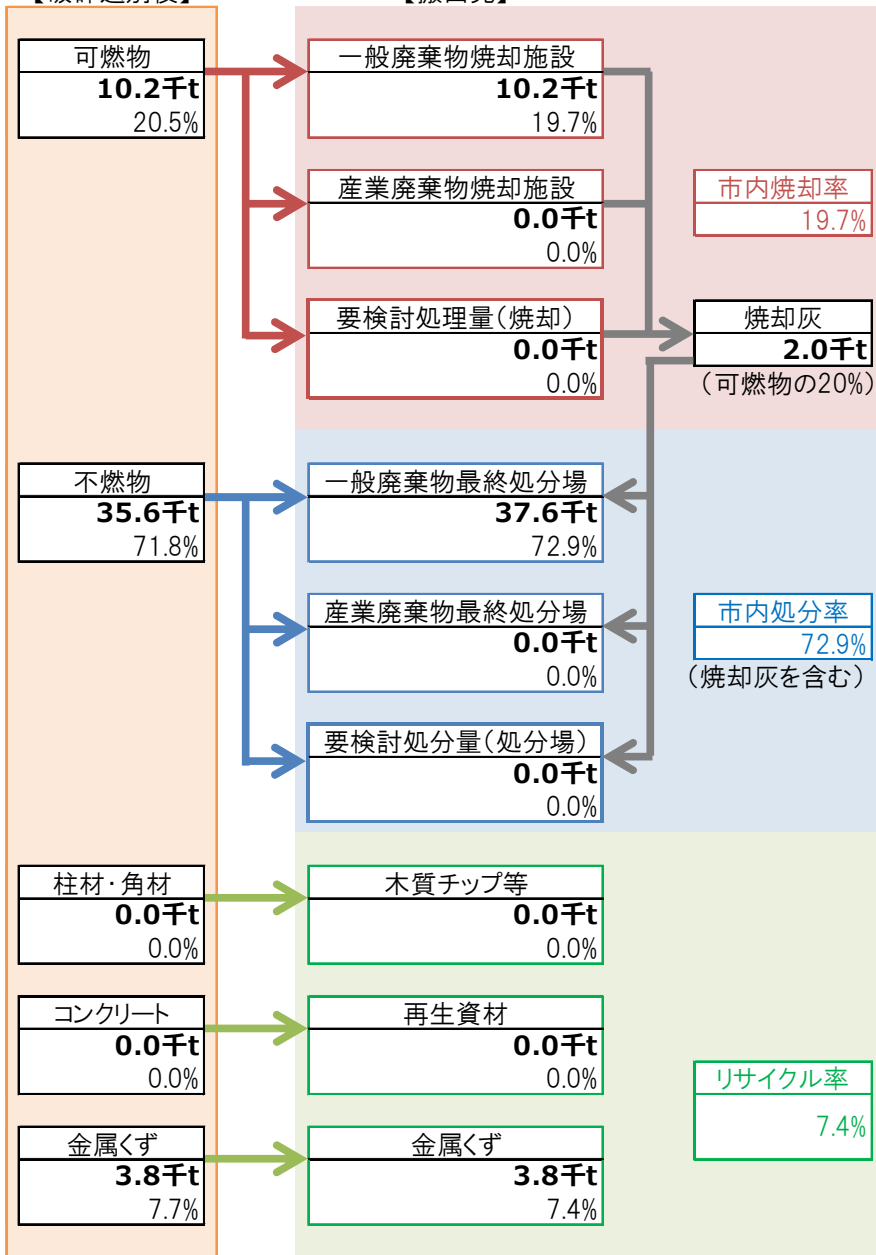 可燃物
10.2千t
20.5%
一般廃棄物焼却施設
10.2千t
19.7%
産業廃棄物焼却施設
0.0千t
0.0%
市内焼却率
19.7%
要検討処理量(焼却)
0.0千t
0.0%
焼却灰
2.0千t
(可燃物の20%)
不燃物
35.6千t
71.8%
一般廃棄物最終処分場
37.6千t
72.9%
産業廃棄物最終処分場
0.0千t
0.0%
市内処分率
72.9%
(焼却灰を含む)
要検討処分量(処分場)
0.0千t
0.0%
柱材・角材
0.0千t
0.0%
木質チップ等
0.0千t
0.0%
コンクリート
0.0千t
0.0%
再生資材
0.0千t
0.0%
リサイクル率
7.4%
金属くず
3.8千t
7.7%
金属くず
3.8千t
7.4%